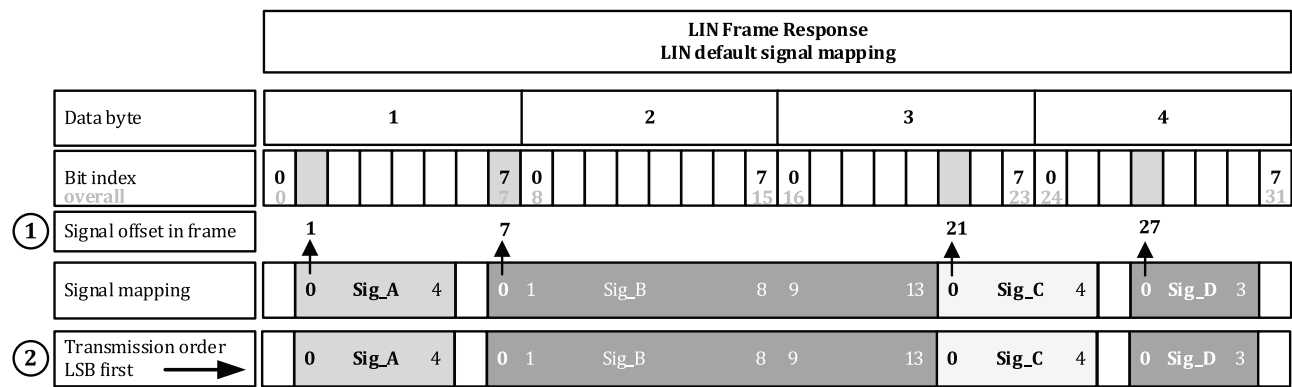 LIN Frame Response
LIN default signal mapping
Data byte 1 2 3 4
Bit index 0 7 0 7 0 7 0 7
overall 0 7 8 15 16 23 24 31
1 Signal offset in frame 1 7 21 27
Signal mapping 0 Sig_A 4 0 1 Sig_B 8 9 13 0 Sig_C 4 0 Sig_D 3
Transmission order
2 LSB first 0 Sig_A 4 0 1 Sig_B 8 9 13 0 Sig_C 4 0 Sig_D 3